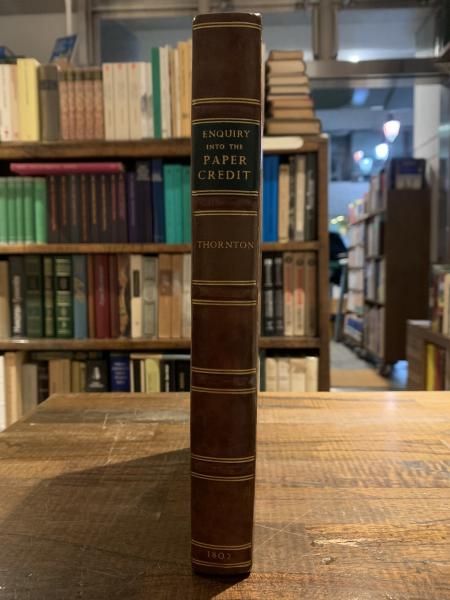 ENQUIRY
INTO THE
PAPER
CREDIT
THORNTON
1802